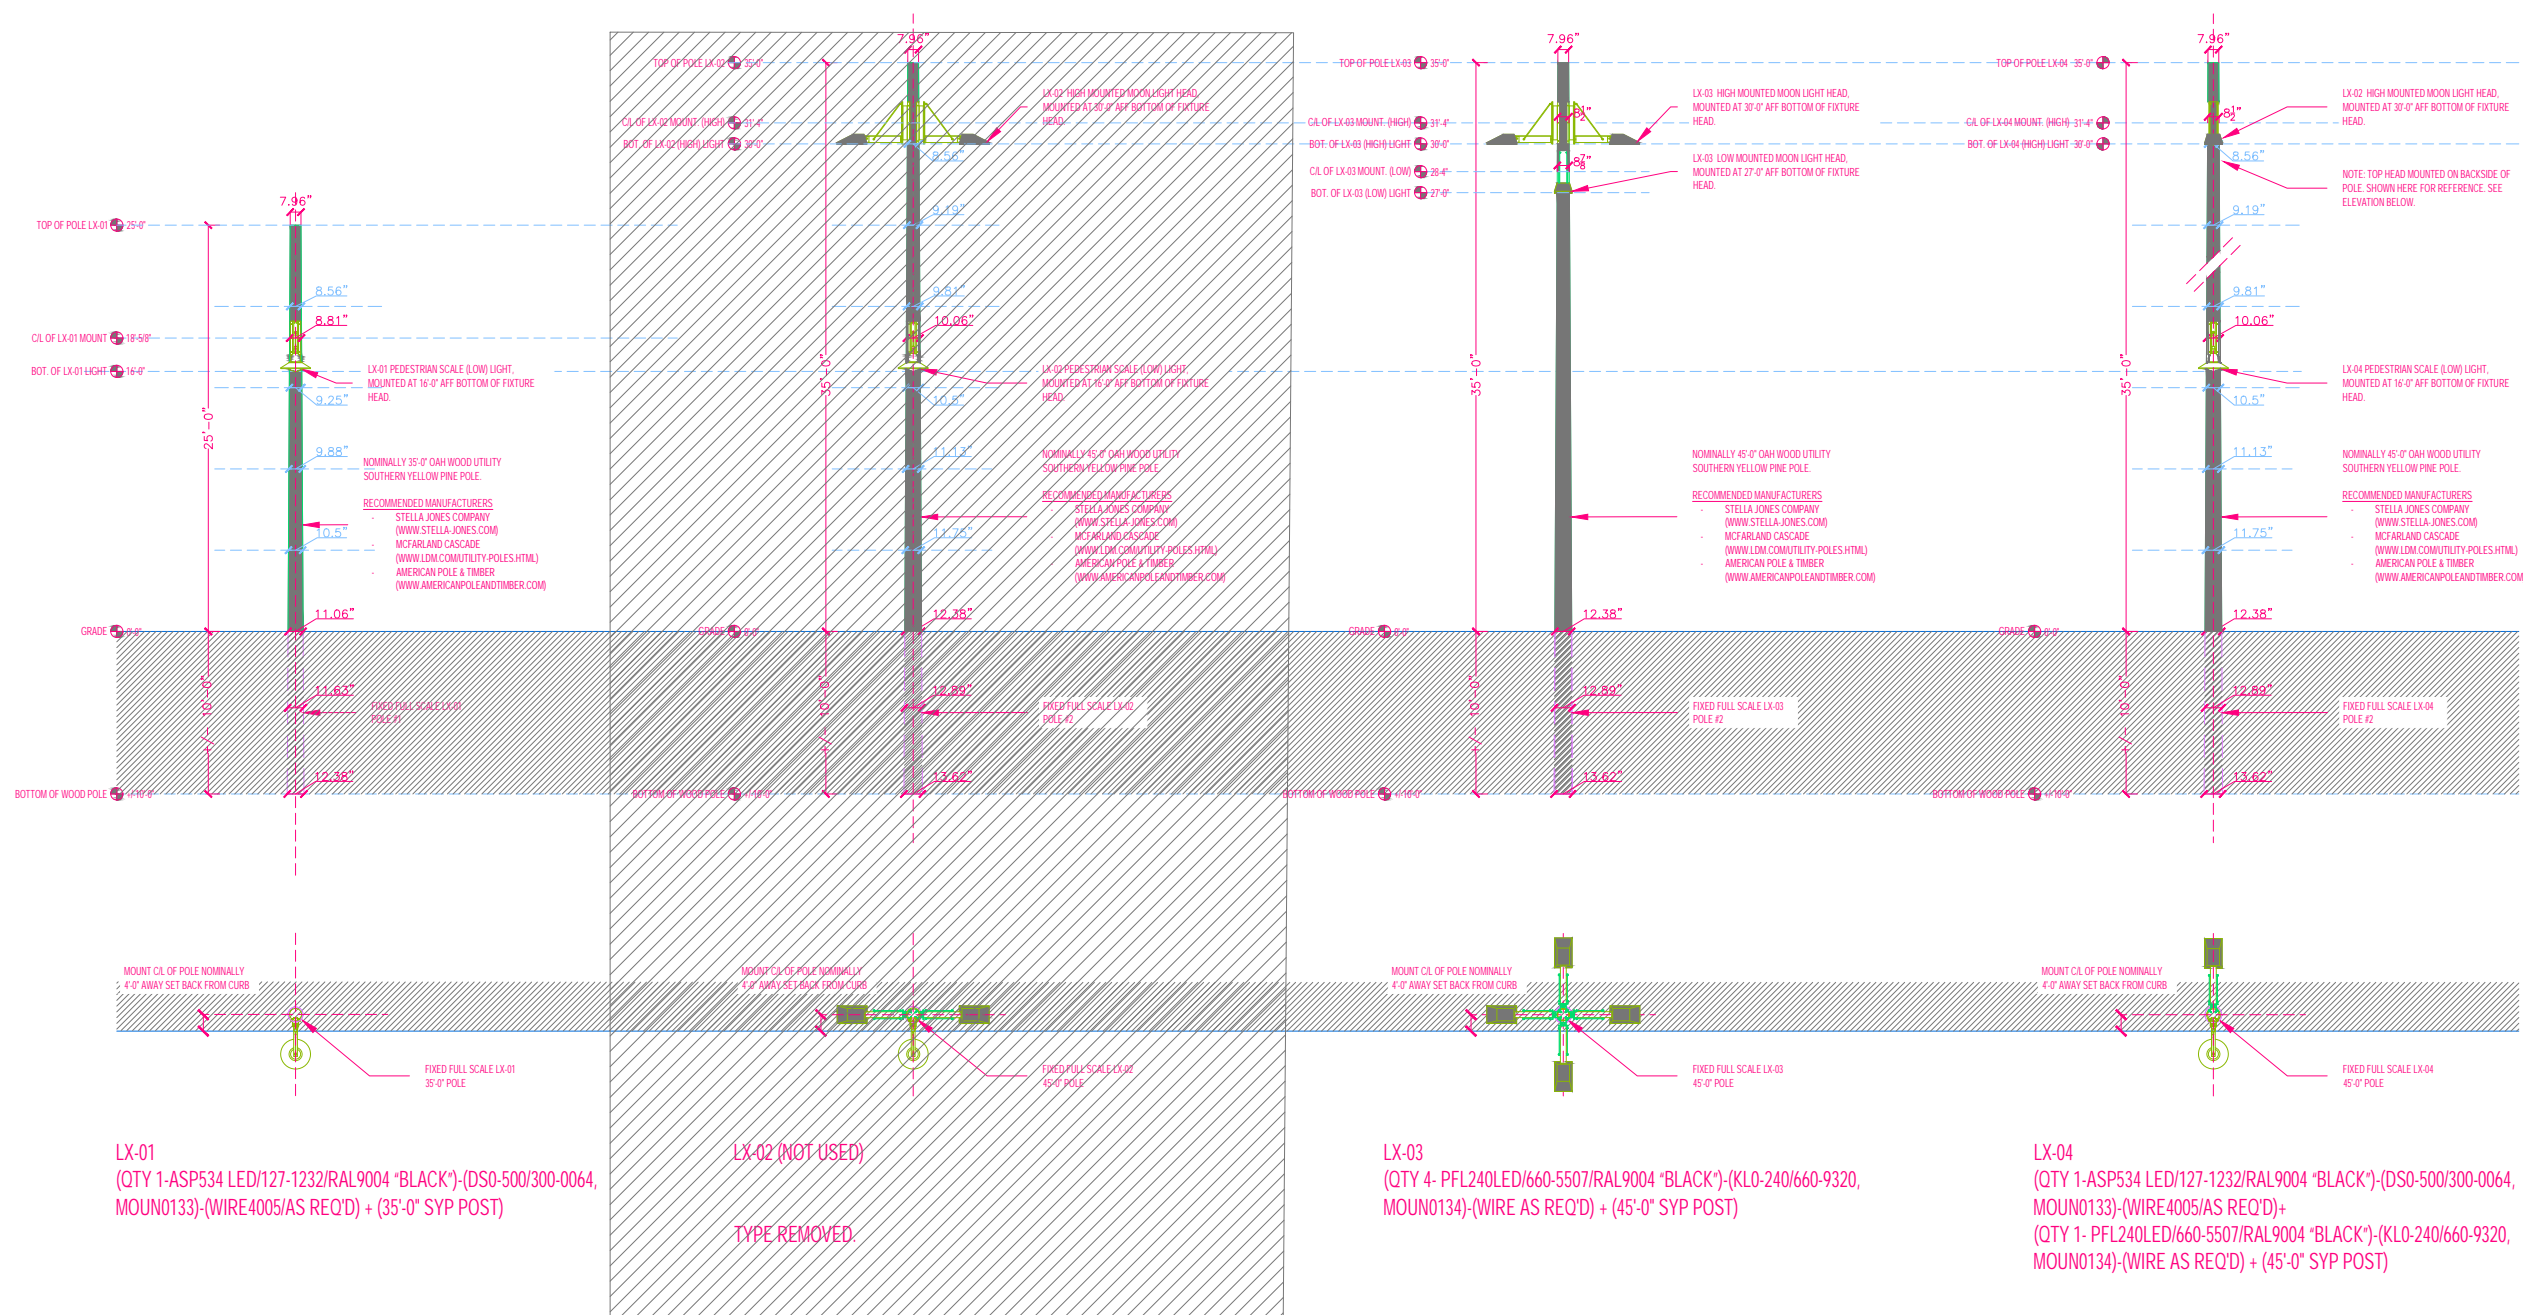 7.96"
TOP OF POLE LX-01 25'-0"
8.56"
8.81"
C/L OF LX-01 MOUNT 18'-5/8"
BOT. OF LX-01 LIGHT 16'-0"
LX-01 PEDESTRIAN SCALE (LOW) LIGHT,
MOUNTED AT 16'-0" AFF BOTTOM OF FIXTURE
HEAD.
9.25"
25'-0"
9.88"
NOMINALLY 35'-0" OAH WOOD UTILITY
SOUTHERN YELLOW PINE POLE.
RECOMMENDED MANUFACTURERS
- STELLA JONES COMPANY
(WWW.STELLA-JONES.COM)
- MCFARLAND CASCADE
(WWW.LDM.COM/UTILITY-POLES.HTML)
- AMERICAN POLE & TIMBER
(WWW.AMERICANPOLEANDTIMBER.COM)
10.5"
11.06"
GRADE 0'-0"
11.63"
+/-10'-0"
FIXED FULL SCALE LX-01
POLE #1
12.38"
BOTTOM OF WOOD POLE +/-10'-0"
MOUNT C/L OF POLE NOMINALLY
4'-0" AWAY SET BACK FROM CURB
FIXED FULL SCALE LX-01
35'-0" POLE
LX-01
(QTY 1-ASP534 LED/127-1232/RAL9004 "BLACK")-(DS0-500/300-0064,
MOUN0133)-(WIRE4005/AS REQ'D) + (35'-0" SYP POST)
7.96"
TOP OF POLE LX-02 35'-0"
LX-02 HIGH MOUNTED MOON LIGHT HEAD,
MOUNTED AT 30'-0" AFF BOTTOM OF FIXTURE
HEAD.
C/L OF LX-02 MOUNT. (HIGH) 31'-4"
BOT. OF LX-02 (HIGH) LIGHT 30'-0"
8.56"
9.19"
9.81"
10.06"
35'-0"
LX-02 PEDESTRIAN SCALE (LOW) LIGHT,
MOUNTED AT 16'-0" AFF BOTTOM OF FIXTURE
HEAD.
10.5"
11.13"
NOMINALLY 45'-0" OAH WOOD UTILITY
SOUTHERN YELLOW PINE POLE.
RECOMMENDED MANUFACTURERS
- STELLA JONES COMPANY
(WWW.STELLA-JONES.COM)
- MCFARLAND CASCADE
(WWW.LDM.COM/UTILITY-POLES.HTML)
- AMERICAN POLE & TIMBER
(WWW.AMERICANPOLEANDTIMBER.COM)
11.75"
12.38"
GRADE 0'-0"
12.89"
+/-10'-0"
FIXED FULL SCALE LX-02
POLE #2
13.62"
BOTTOM OF WOOD POLE +/-10'-0"
MOUNT C/L OF POLE NOMINALLY
4'-0" AWAY SET BACK FROM CURB
FIXED FULL SCALE LX-02
45'-0" POLE
LX-02 (NOT USED)
TYPE REMOVED.
7.96"
TOP OF POLE LX-03 35'-0"
LX-03 HIGH MOUNTED MOON LIGHT HEAD,
MOUNTED AT 30'-0" AFF BOTTOM OF FIXTURE
HEAD.
8 1/2"
C/L OF LX-03 MOUNT. (HIGH) 31'-4"
BOT. OF LX-03 (HIGH) LIGHT 30'-0"
8 7/8"
LX-03 LOW MOUNTED MOON LIGHT HEAD,
MOUNTED AT 27'-0" AFF BOTTOM OF FIXTURE
HEAD.
C/L OF LX-03 MOUNT. (LOW) 28'-4"
BOT. OF LX-03 (LOW) LIGHT 27'-0"
35'-0"
NOMINALLY 45'-0" OAH WOOD UTILITY
SOUTHERN YELLOW PINE POLE.
RECOMMENDED MANUFACTURERS
- STELLA JONES COMPANY
(WWW.STELLA-JONES.COM)
- MCFARLAND CASCADE
(WWW.LDM.COM/UTILITY-POLES.HTML)
- AMERICAN POLE & TIMBER
(WWW.AMERICANPOLEANDTIMBER.COM)
12.38"
GRADE 0'-0"
12.89"
+/-10'-0"
FIXED FULL SCALE LX-03
POLE #2
13.62"
BOTTOM OF WOOD POLE +/-10'-0"
MOUNT C/L OF POLE NOMINALLY
4'-0" AWAY SET BACK FROM CURB
FIXED FULL SCALE LX-03
45'-0" POLE
LX-03
(QTY 4- PFL240LED/660-5507/RAL9004 "BLACK")-(KL0-240/660-9320,
MOUN0134)-(WIRE AS REQ'D) + (45'-0" SYP POST)
7.96"
TOP OF POLE LX-04 35'-0"
LX-02 HIGH MOUNTED MOON LIGHT HEAD,
MOUNTED AT 30'-0" AFF BOTTOM OF FIXTURE
HEAD.
8 1/2"
C/L OF LX-04 MOUNT. (HIGH) 31'-4"
BOT. OF LX-04 (HIGH) LIGHT 30'-0"
8.56"
NOTE: TOP HEAD MOUNTED ON BACKSIDE OF
POLE. SHOWN HERE FOR REFERENCE. SEE
ELEVATION BELOW.
9.19"
9.81"
10.06"
35'-0"
LX-04 PEDESTRIAN SCALE (LOW) LIGHT,
MOUNTED AT 16'-0" AFF BOTTOM OF FIXTURE
HEAD.
10.5"
11.13"
NOMINALLY 45'-0" OAH WOOD UTILITY
SOUTHERN YELLOW PINE POLE.
RECOMMENDED MANUFACTURERS
- STELLA JONES COMPANY
(WWW.STELLA-JONES.COM)
- MCFARLAND CASCADE
(WWW.LDM.COM/UTILITY-POLES.HTML)
- AMERICAN POLE & TIMBER
(WWW.AMERICANPOLEANDTIMBER.COM
11.75"
12.38"
GRADE 0'-0"
12.89"
+/-10'-0"
FIXED FULL SCALE LX-04
POLE #2
13.62"
BOTTOM OF WOOD POLE +/-10'-0"
MOUNT C/L OF POLE NOMINALLY
4'-0" AWAY SET BACK FROM CURB
FIXED FULL SCALE LX-04
45'-0" POLE
LX-04
(QTY 1-ASP534 LED/127-1232/RAL9004 "BLACK")-(DS0-500/300-0064,
MOUN0133)-(WIRE4005/AS REQ'D)+
(QTY 1- PFL240LED/660-5507/RAL9004 "BLACK")-(KL0-240/660-9320,
MOUN0134)-(WIRE AS REQ'D) + (45'-0" SYP POST)